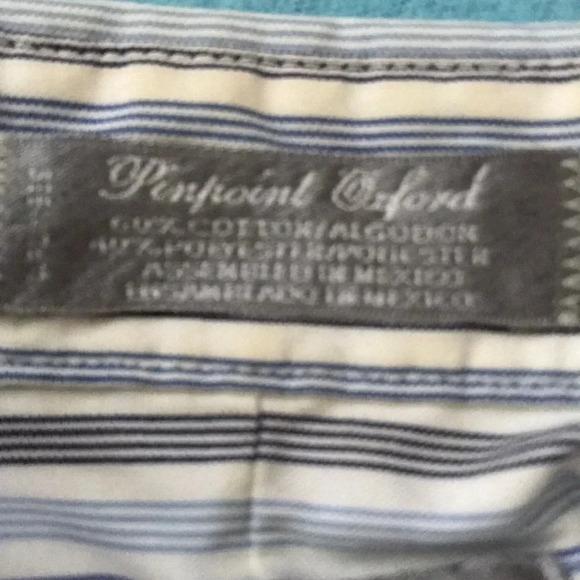 Pinpoint Oxford
60% COTTON/ALGODON
40% POLYESTER/POLIESTER
ASSEMBLED IN MEXICO
ENSAMBLADO EN MEXICO